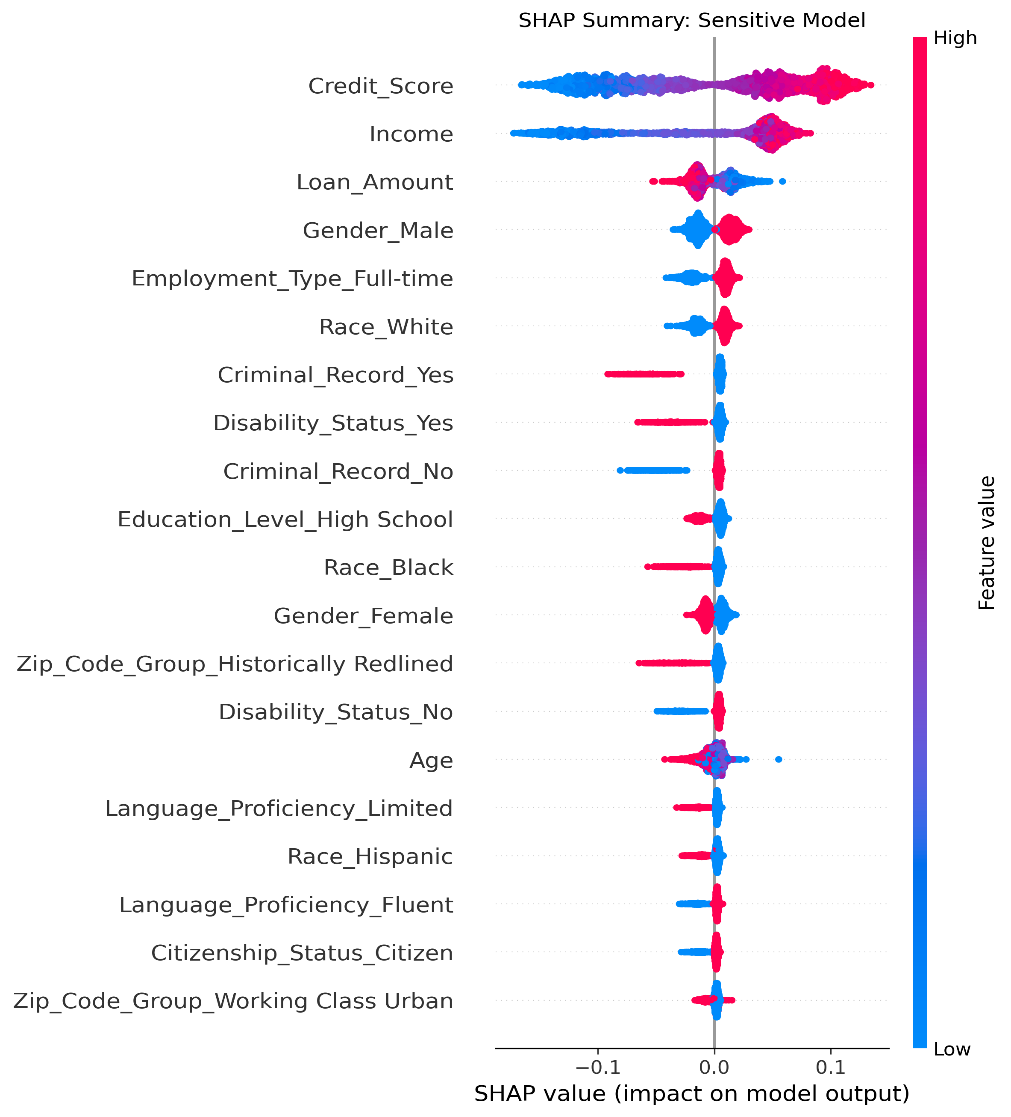 SHAP Summary: Sensitive Model
High
Credit_Score
Income
Loan_Amount
Gender_Male
Employment_Type_Full-time
Race_White
Criminal_Record_Yes
Disability_Status_Yes
Criminal_Record_No
Education_Level_High School
Race_Black
Gender_Female
Zip_Code_Group_Historically Redlined
Disability_Status_No
Age
Language_Proficiency_Limited
Race_Hispanic
Language_Proficiency_Fluent
Citizenship_Status_Citizen
Zip_Code_Group_Working Class Urban
Feature value
Low
−0.1 0.0 0.1
SHAP value (impact on model output)